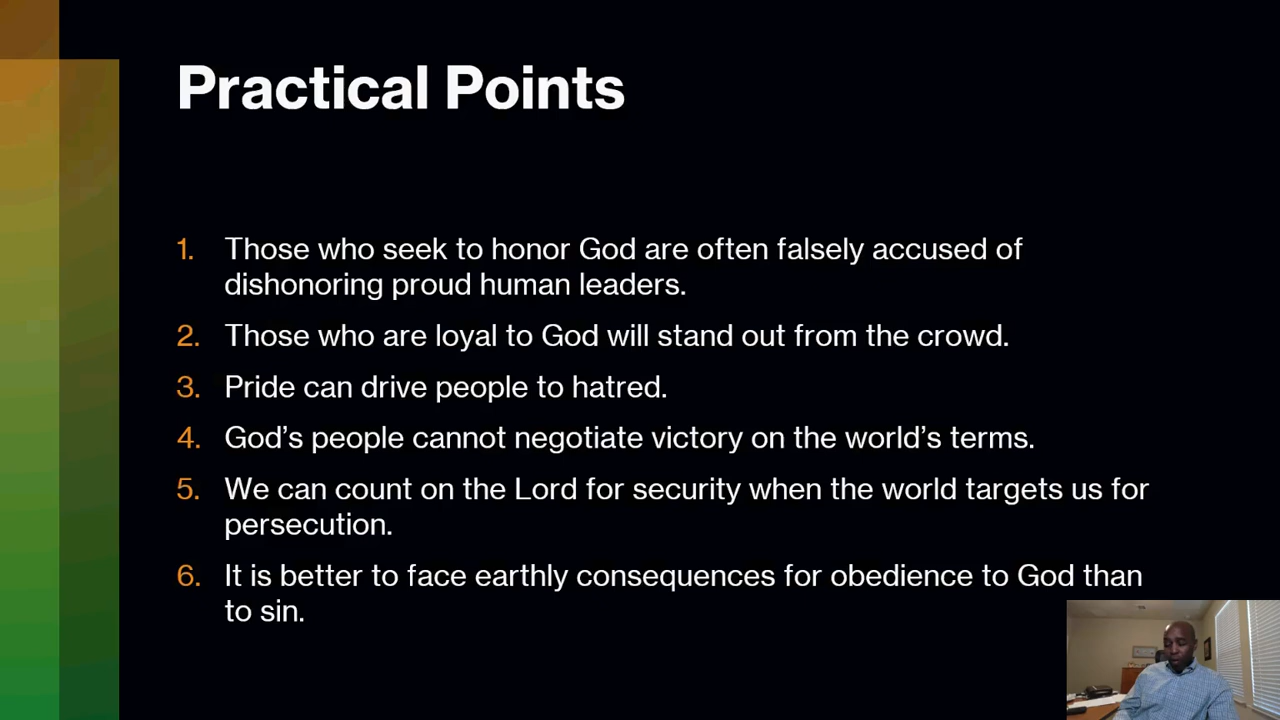 Practical Points
1. Those who seek to honor God are often falsely accused of
dishonoring proud human leaders.
2. Those who are loyal to God will stand out from the crowd.
3. Pride can drive people to hatred.
4. God’s people cannot negotiate victory on the world’s terms.
5. We can count on the Lord for security when the world targets us for
persecution.
6. It is better to face earthly consequences for obedience to God than
to sin.